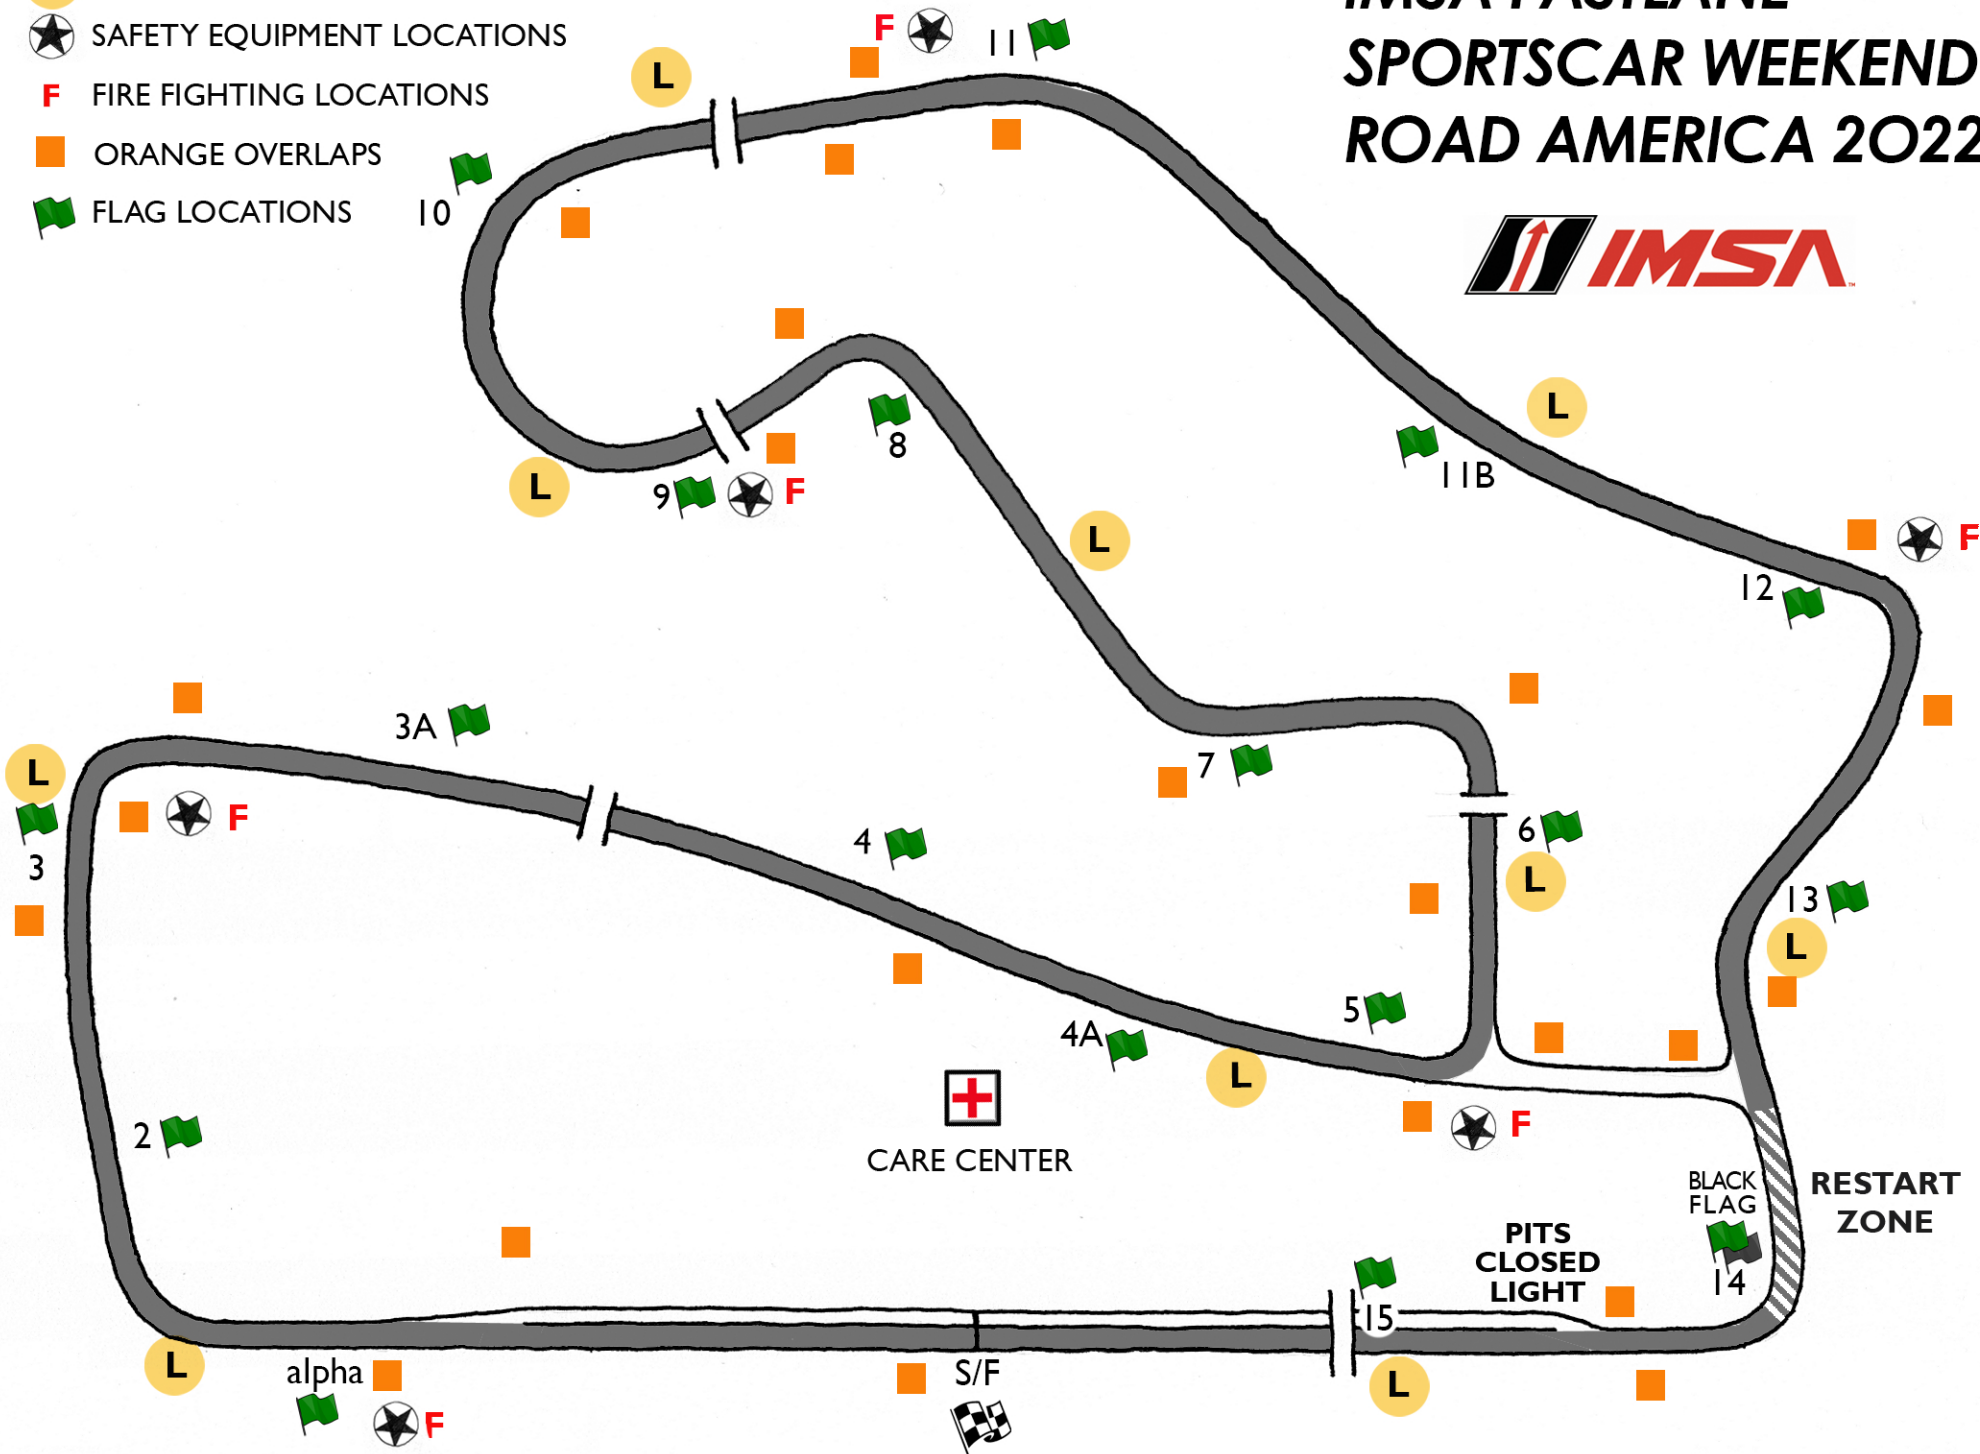 SAFETY EQUIPMENT LOCATIONS
F FIRE FIGHTING LOCATIONS
ORANGE OVERLAPS
FLAG LOCATIONS
IMSA FASTLANE
SPORTSCAR WEEKEND
ROAD AMERICA 2022
IMSA
F
11
L
10
8
9
F
L
L
L
11B
12
F
3A
L
3
F
7
4
6
L
13
L
5
4A
L
F
2
CARE CENTER
BLACK
FLAG
14
RESTART
ZONE
PITS
CLOSED
LIGHT
15
L
alpha
F
S/F
L